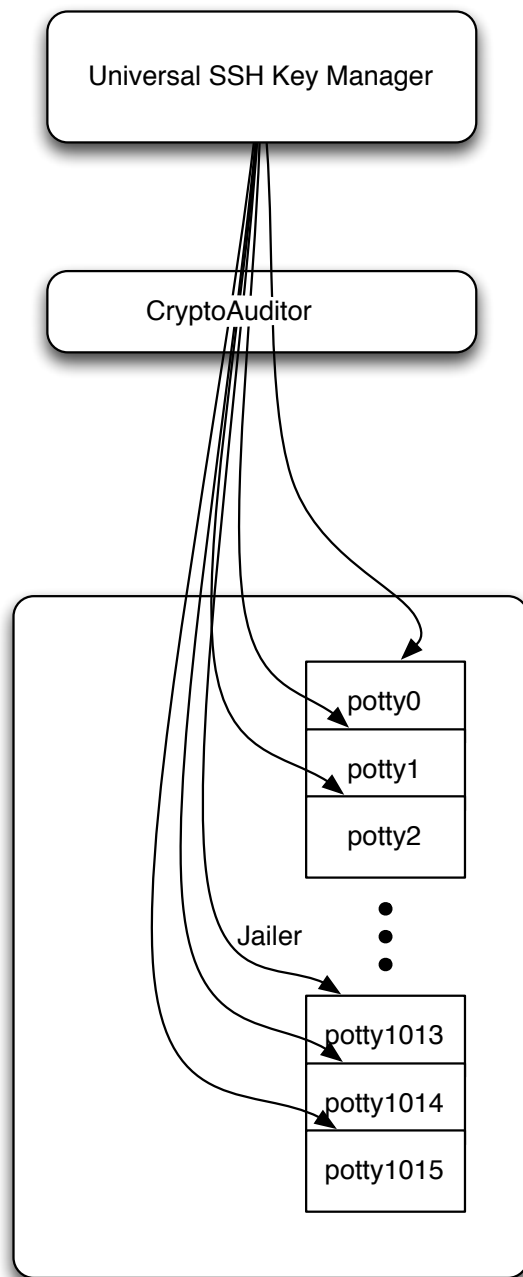 Universal SSH Key Manager
CryptoAuditor
potty0
potty1
potty2
Jailer
potty1013
potty1014
potty1015